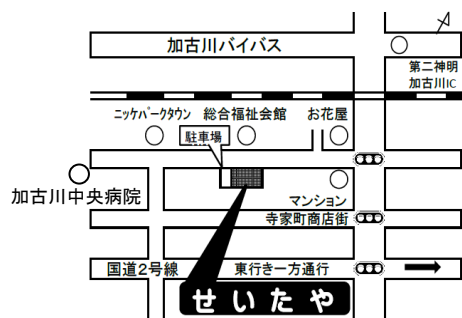 加古川バイパス
第二神明
加古川IC
ニッケパークタウン
総合福祉会館
お花屋
駐車場
加古川中央病院
マンション
寺家町商店街
国道2号線
東行き一方通行
せいたや